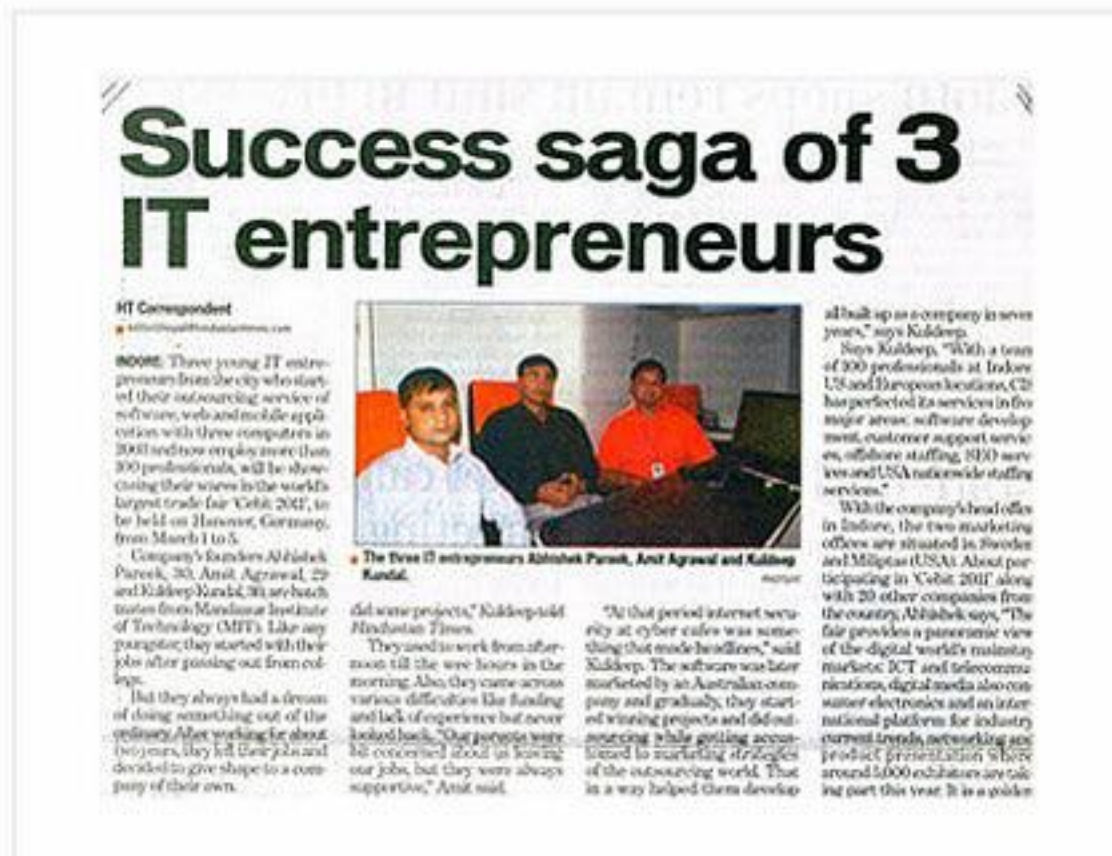 Success saga of 3
IT entrepreneurs
HT Correspondent
INDORE: Three young IT entre-
preneurs from the city who start-
ed their outsourcing service of
software, web and mobile appli-
cation with three computers in
and now employ more than
100 professionals, will be show-
casing their wares in the world's
largest trade fair 'Cebit 2011', to
be held on Hanover, Germany,
from March 1 to 5.
Company's founders Abhishek
Pareek, 30, Amit Agrawal, 29
and Kuldeep Kundal, 30, are batch
mates from Mandsaur Institute
of Technology (MIT). Like any
youngster, they started with their
jobs after passing out from col-
lege.
But they always had a dream
of doing something out of the
ordinary. After working for about
two years, they left their jobs and
decided to give shape to a com-
pany of their own.
The three IT entrepreneurs Abhishek Pareek, Amit Agrawal and Kuldeep
Kundal.
did some projects," Kuldeep told
Hindustan Times.
They used to work from after-
noon till the wee hours in the
morning. Also, they came across
various difficulties like funding
and lack of experience but never
looked back. "Our parents were
bit concerned about us leaving
our jobs, but they were always
supportive," Amit said.
"At that period internet secu-
rity at cyber cafes was some-
thing that made headlines," said
Kuldeep. The software was later
marketed by an Australian com-
pany and gradually, they start-
ed winning projects and did out-
sourcing while getting accus-
tomed to marketing strategies
of the outsourcing world. That
in a way helped them develop
all built up as a company in seven
years," says Kuldeep.
Says Kuldeep, "With a team
of 100 professionals at Indore
US and European locations, CIS
has perfected its services in five
major areas: software develop
ment, customer support servic
es, offshore staffing, SEO serv
ices and USA nationwide staffing
services."
With the company's head office
in Indore, the two marketing
offices are situated in Sweden
and Milpitas (USA). About par
ticipating in 'Cebit 2011' along
with 20 other companies from
the country, Abhishek says, "The
fair provides a panoramic view
of the digital world's mainstay
markets: ICT and telecommu
nications, digital media also con
sumer electronics and an inter
national platform for industry
current trends, networking and
product presentation where
around 5,000 exhibitors are tak
ing part this year. It is a golden